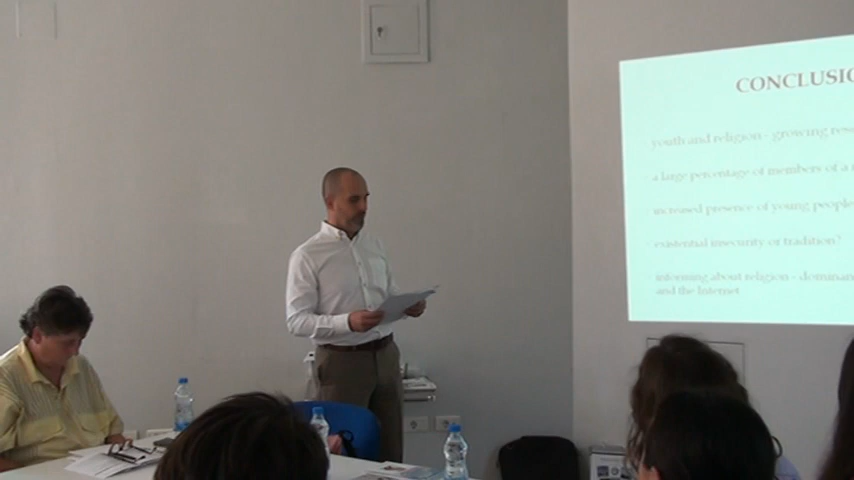 CONCLUSIO
youth and religion - growing res
a large percentage of members of a
increased presence of young people
existential insecurity or tradition?
informing about religion - dominan
and the Internet